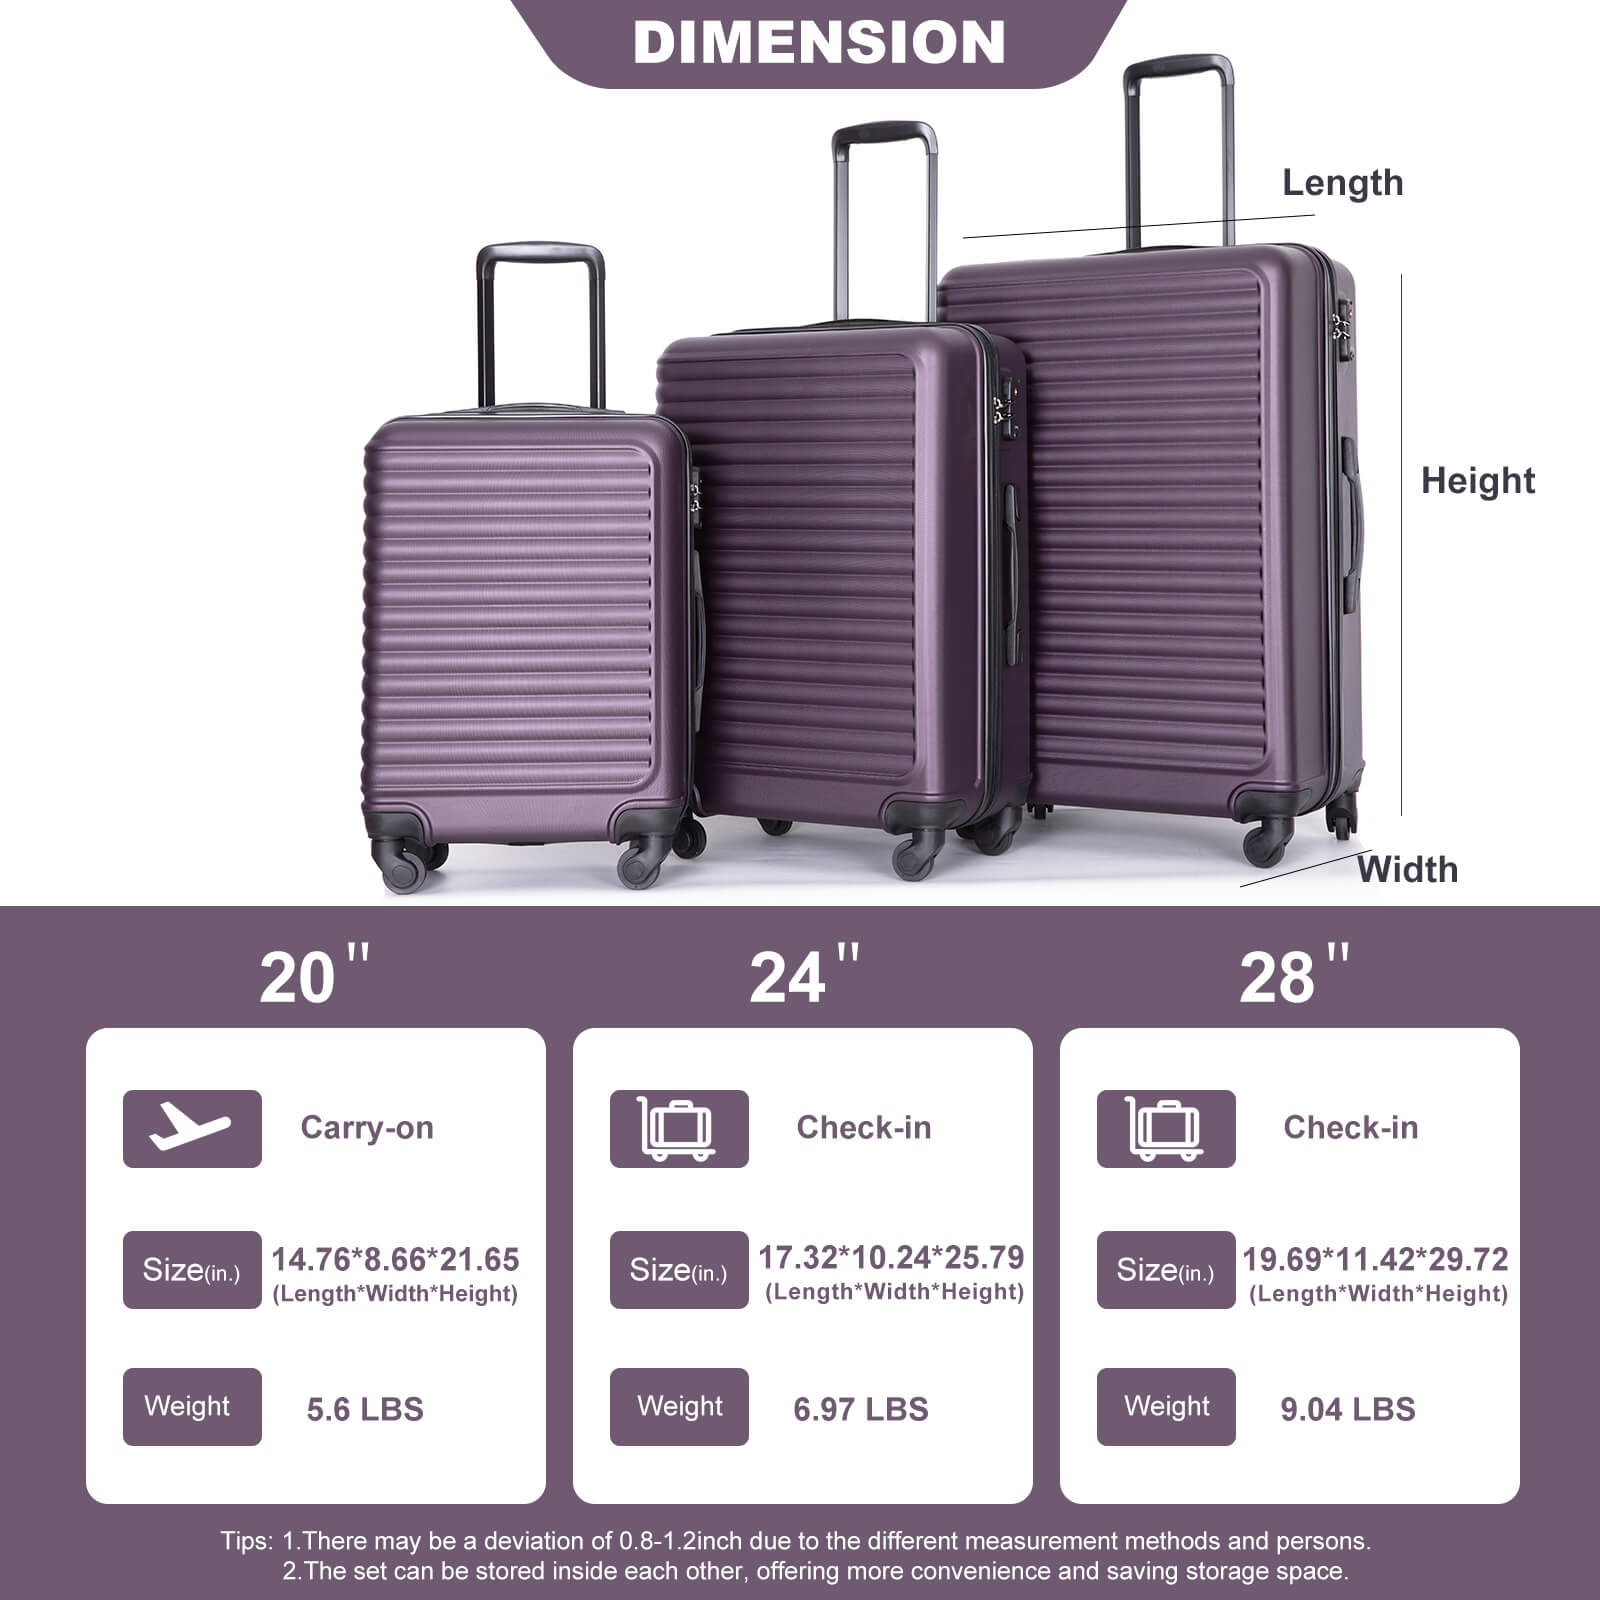 DIMENSION
Length
Height
Width
20"
24"
28"
Carry-on
Size(in.)
14.76*8.66*21.65
(Length*Width*Height)
Weight
5.6 LBS
Check-in
Size(in.)
17.32*10.24*25.79
(Length*Width*Height)
Weight
6.97 LBS
Check-in
Size(in.)
19.69*11.42*29.72
(Length*Width*Height)
Weight
9.04 LBS
Tips: 1.There may be a deviation of 0.8-1.2inch due to the different measurement methods and persons.
2.The set can be stored inside each other, offering more convenience and saving storage space.